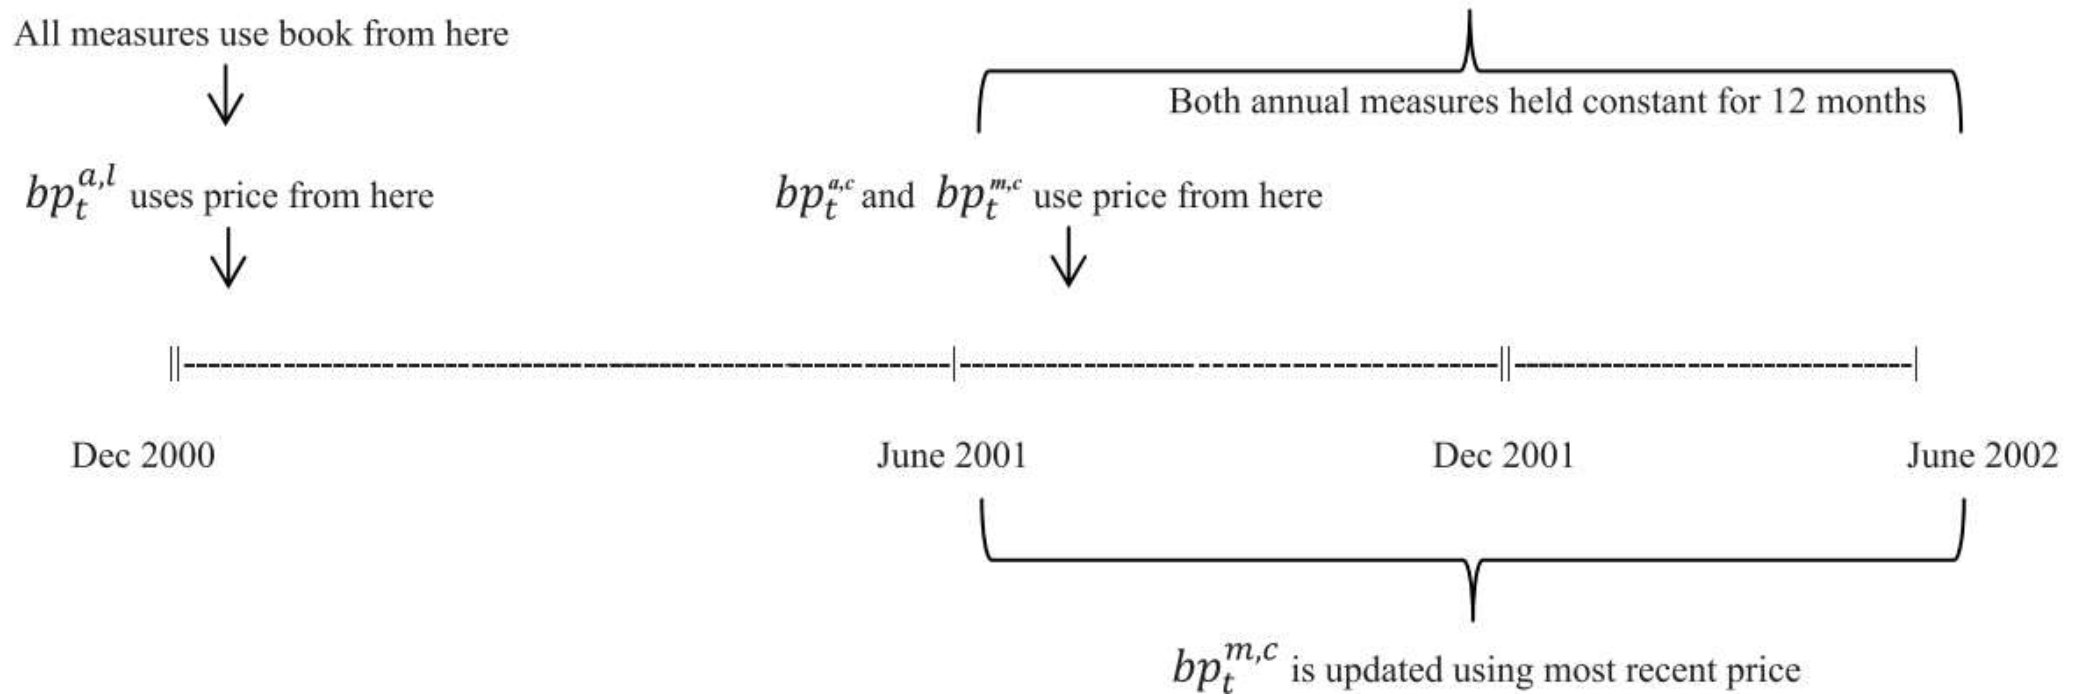 All measures use book from here
Both annual measures held constant for 12 months
bp_t^{a,l} uses price from here
bp_t^{a,c} and bp_t^{m,c} use price from here
Dec 2000
June 2001
Dec 2001
June 2002
bp_t^{m,c} is updated using most recent price